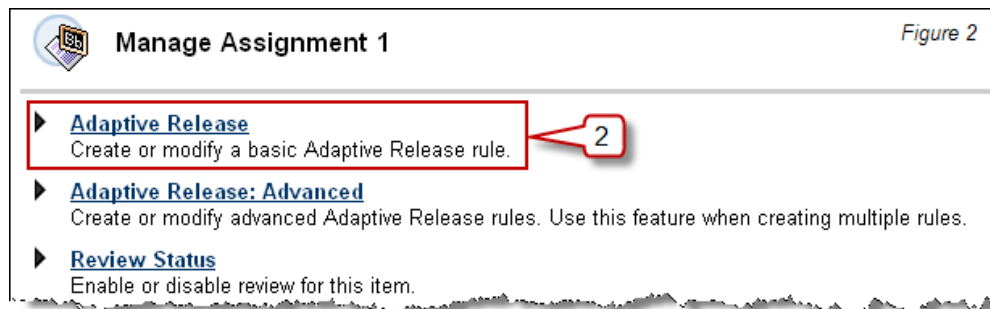 Bb
Manage Assignment 1
Figure 2
Adaptive Release
Create or modify a basic Adaptive Release rule.
2
Adaptive Release: Advanced
Create or modify advanced Adaptive Release rules. Use this feature when creating multiple rules.
Review Status
Enable or disable review for this item.